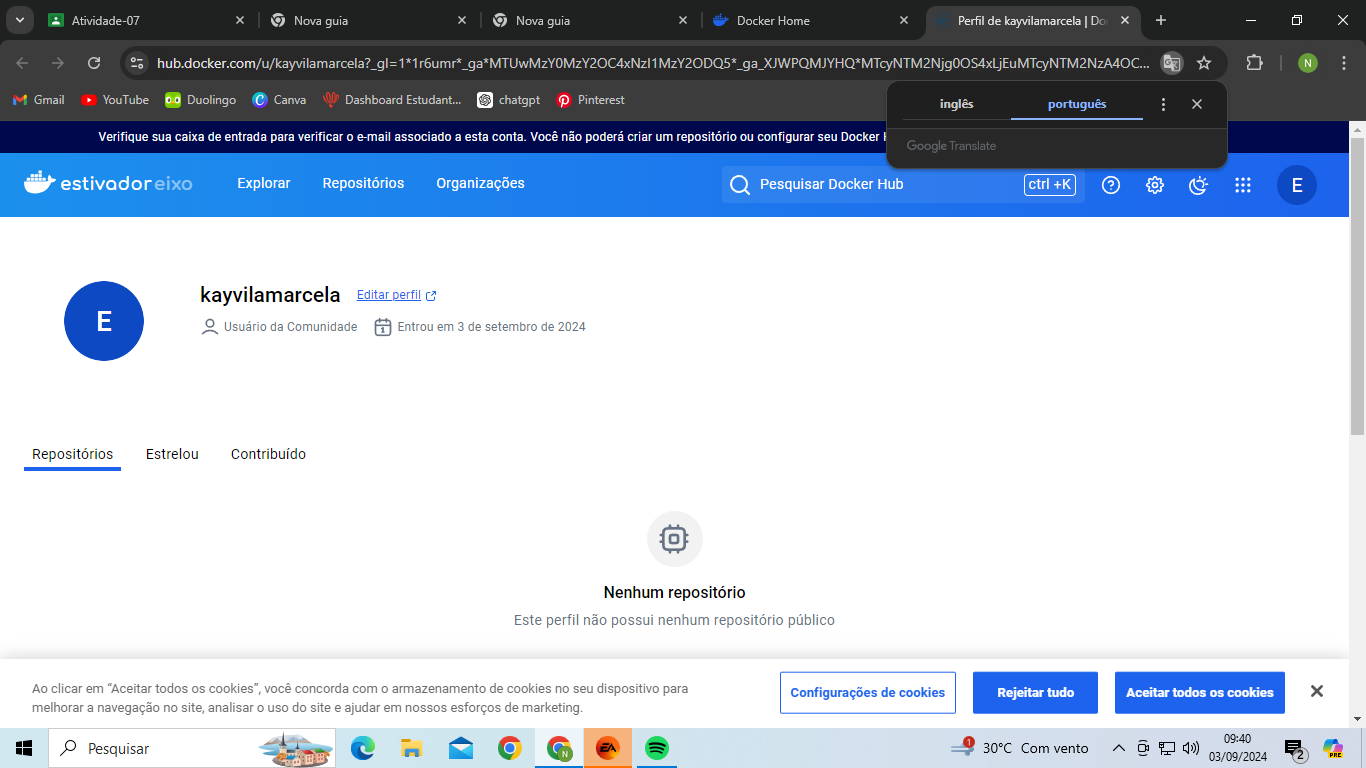 Atividade-07
Nova guia
Nova guia
Docker Home
Perfil de kayvilamarcela | Do
hub.docker.com/u/kayvilamarcela?_gl=1*1r6umr*_ga*MTUwMzY0MzY2OC4xNzI1MzY2ODQ5*_ga_XJWPQMJYHQ*MTcyNTM2Njg0OS4xLjEuMTcyNTM2NzA4OC...
N
Gmail
YouTube
Duolingo
Canva
Dashboard Estudant...
chatgpt
Pinterest
inglês
português
Google Translate
Verifique sua caixa de entrada para verificar o e-mail associado a esta conta. Você não poderá criar um repositório ou configurar seu Docker
estivador eixo
Explorar
Repositórios
Organizações
Pesquisar Docker Hub
ctrl +K
E
E
kayvilamarcela
Editar perfil
Usuário da Comunidade
Entrou em 3 de setembro de 2024
Repositórios
Estrelou
Contribuído
Nenhum repositório
Este perfil não possui nenhum repositório público
Ao clicar em “Aceitar todos os cookies”, você concorda com o armazenamento de cookies no seu dispositivo para
melhorar a navegação no site, analisar o uso do site e ajudar em nossos esforços de marketing.
Configurações de cookies
Rejeitar tudo
Aceitar todos os cookies
Pesquisar
N
EA
1
30°C Com vento
09:40
03/09/2024
2
PRE